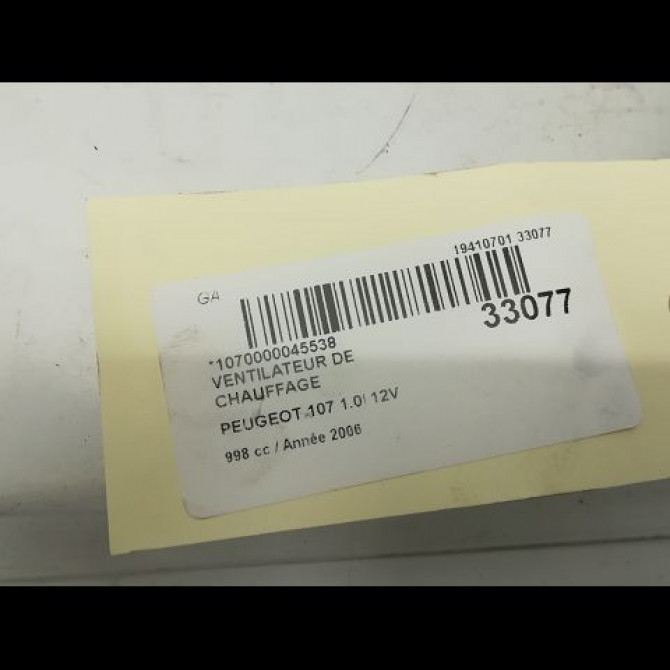 19410701 33077
GA
33077
*1070000045538
VENTILATEUR DE
CHAUFFAGE
PEUGEOT 107 1.0i 12V
998 cc / Année 2006